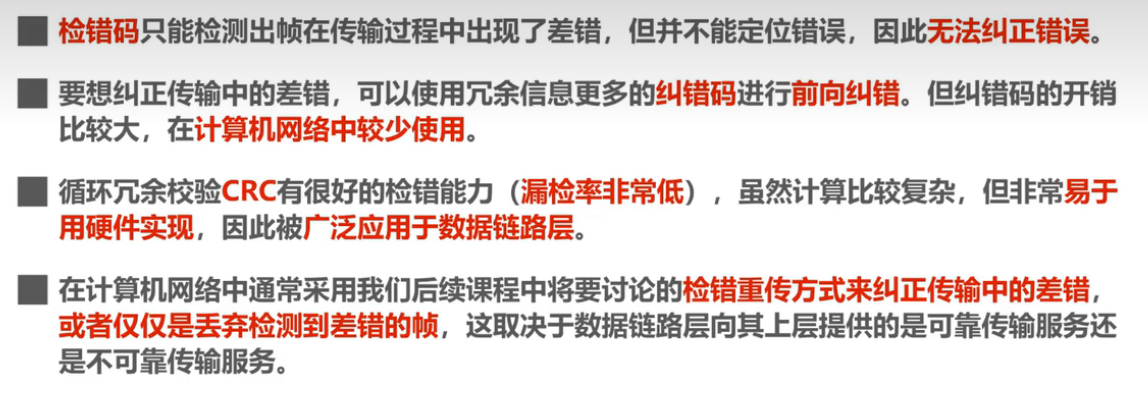 检错码只能检测出帧在传输过程中出现了差错，但并不能定位错误，因此无法纠正错误。
要想纠正传输中的差错，可以使用冗余信息更多的纠错码进行前向纠错。但纠错码的开销
比较大，在计算机网络中较少使用。
循环冗余校验CRC有很好的检错能力（漏检率非常低），虽然计算比较复杂，但非常易于
用硬件实现，因此被广泛应用于数据链路层。
在计算机网络中通常采用我们后续课程中将要讨论的检错重传方式来纠正传输中的差错，
或者仅仅是丢弃检测到差错的帧，这取决于数据链路层向其上层提供的是可靠传输服务还
是不可靠传输服务。